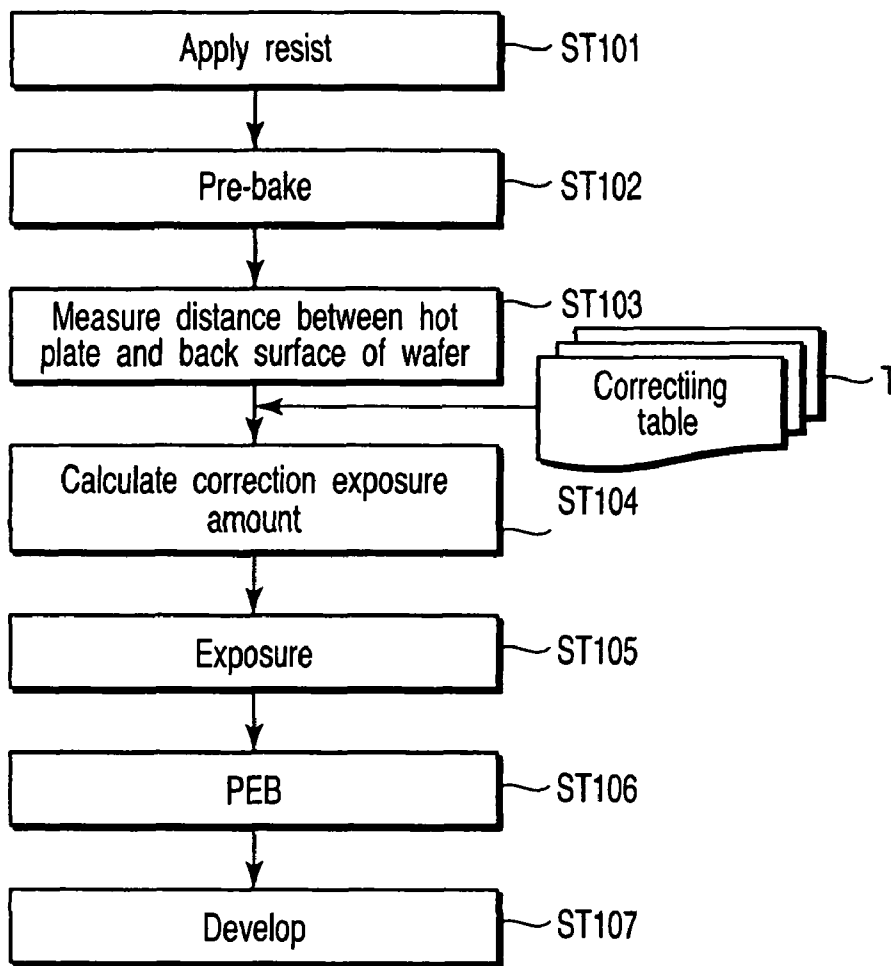 Apply resist
ST101
Pre-bake
ST102
Measure distance between hot
plate and back surface of wafer
ST103
Correctiing
table
T
Calculate correction exposure
amount
ST104
Exposure
ST105
PEB
ST106
Develop
ST107